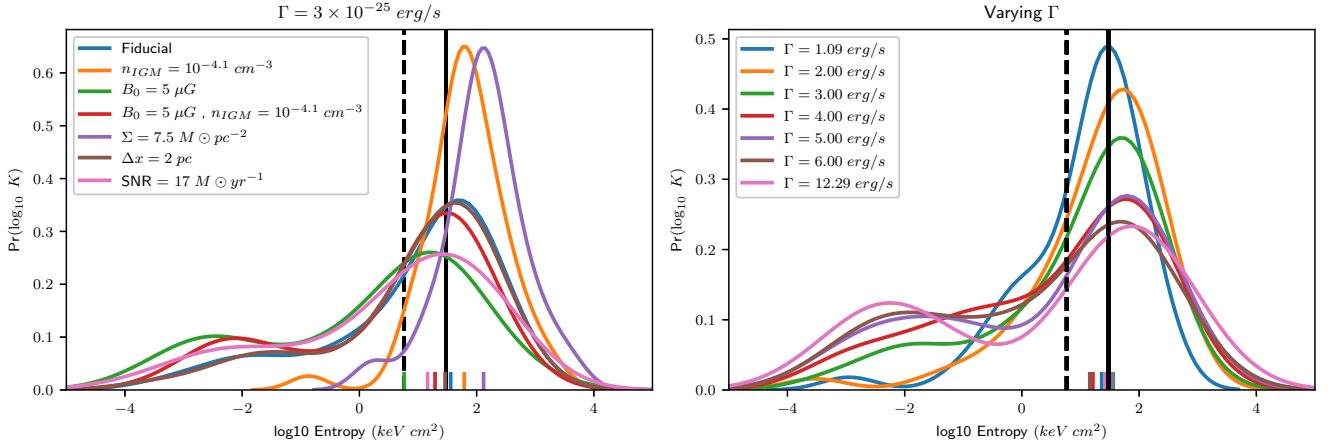 Γ = 3 × 10⁻²⁵ erg/s
Fiducial
n_IGM = 10⁻⁴·¹ cm⁻³
B₀ = 5 μG
B₀ = 5 μG , n_IGM = 10⁻⁴·¹ cm⁻³
Σ = 7.5 M ⊙ pc⁻²
Δx = 2 pc
SNR = 17 M ⊙ yr⁻¹
Pr(log₁₀ K)
0.6
0.5
0.4
0.3
0.2
0.1
0.0
−4 −2 0 2 4
log10 Entropy (keV cm²)
Varying Γ
Γ = 1.09 erg/s
Γ = 2.00 erg/s
Γ = 3.00 erg/s
Γ = 4.00 erg/s
Γ = 5.00 erg/s
Γ = 6.00 erg/s
Γ = 12.29 erg/s
Pr(log₁₀ K)
0.5
0.4
0.3
0.2
0.1
0.0
−4 −2 0 2 4
log10 Entropy (keV cm²)